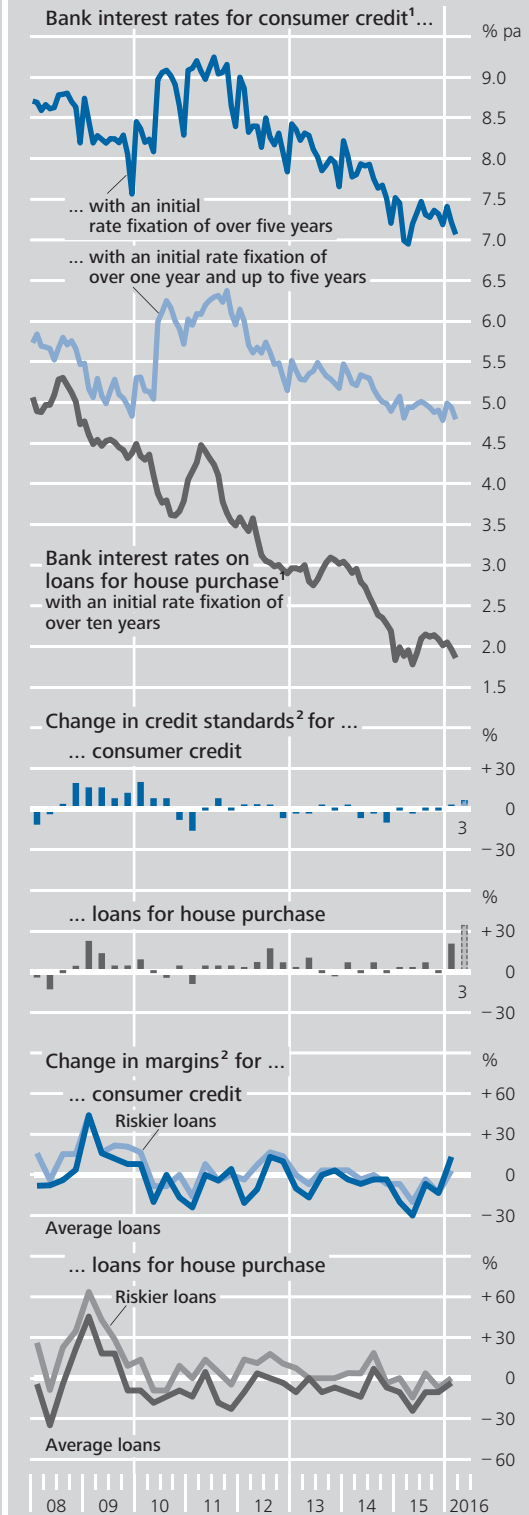 Bank interest rates for consumer credit¹...
% pa
9.0
8.5
8.0
7.5
... with an initial
rate fixation of over five years
7.0
... with an initial rate fixation of
over one year and up to five years
6.5
6.0
5.5
5.0
4.5
4.0
3.5
Bank interest rates on
loans for house purchase¹
with an initial rate fixation of
over ten years
3.0
2.5
2.0
1.5
Change in credit standards² for ...
%
... consumer credit
+30
0
3
−30
%
... loans for house purchase
+30
0
3
−30
Change in margins² for ...
%
... consumer credit
+60
Riskier loans
+30
0
−30
Average loans
... loans for house purchase
%
Riskier loans
+60
+30
0
−30
Average loans
−60
08 09 10 11 12 13 14 15 2016